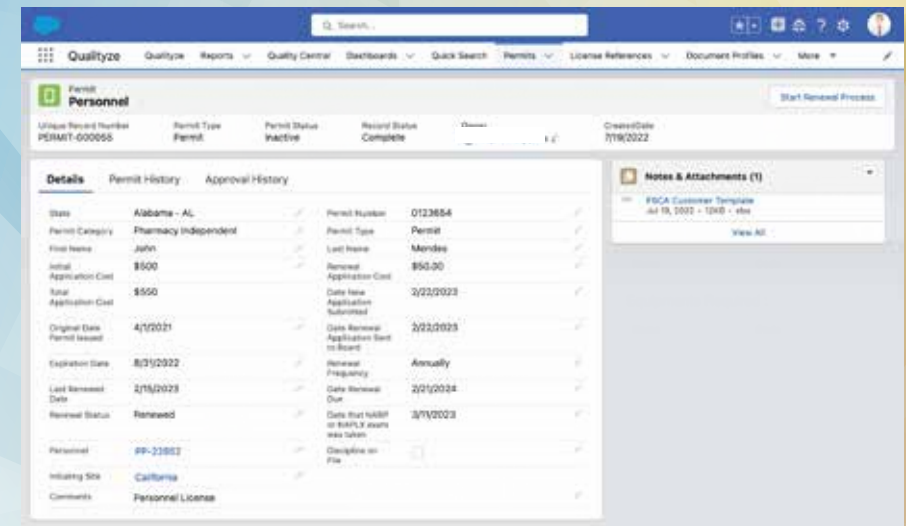 Search...
Qualityze
Qualityze Reports Quality Central Dashboards Quick Search Permits License References Document Profiles More
Permit
Personnel
Start Renewal Process
Unique Record Number Permit Type Permit Status Record Status Owner CreatedDate
PERMIT-000055 Permit Inactive Complete 7/19/2022
Details Permit History Approval History
Notes & Attachments (1)
FSCA Customer Template
Jul 19, 2022 • 12KB • xlsx
View All
State Alabama - AL Permit Number 0123654
Permit Category Pharmacy Independent Permit Type Permit
First Name John Last Name Mendes
Initial Application Cost $500 Renewal Application Cost $50.00
Total Application Cost $550 Date New Application Submitted 2/22/2023
Original Date Permit Issued 4/1/2021 Date Renewal Application Sent to Board 2/22/2023
Expiration Date 8/31/2022 Renewal Frequency Annually
Last Renewed Date 2/15/2023 Date Renewal Due 2/21/2024
Renewal Status Renewed Date that NABP or NAPLX exam was taken 3/11/2023
Personnel Discipline on File
Initiating Site California
Comments Personnel License